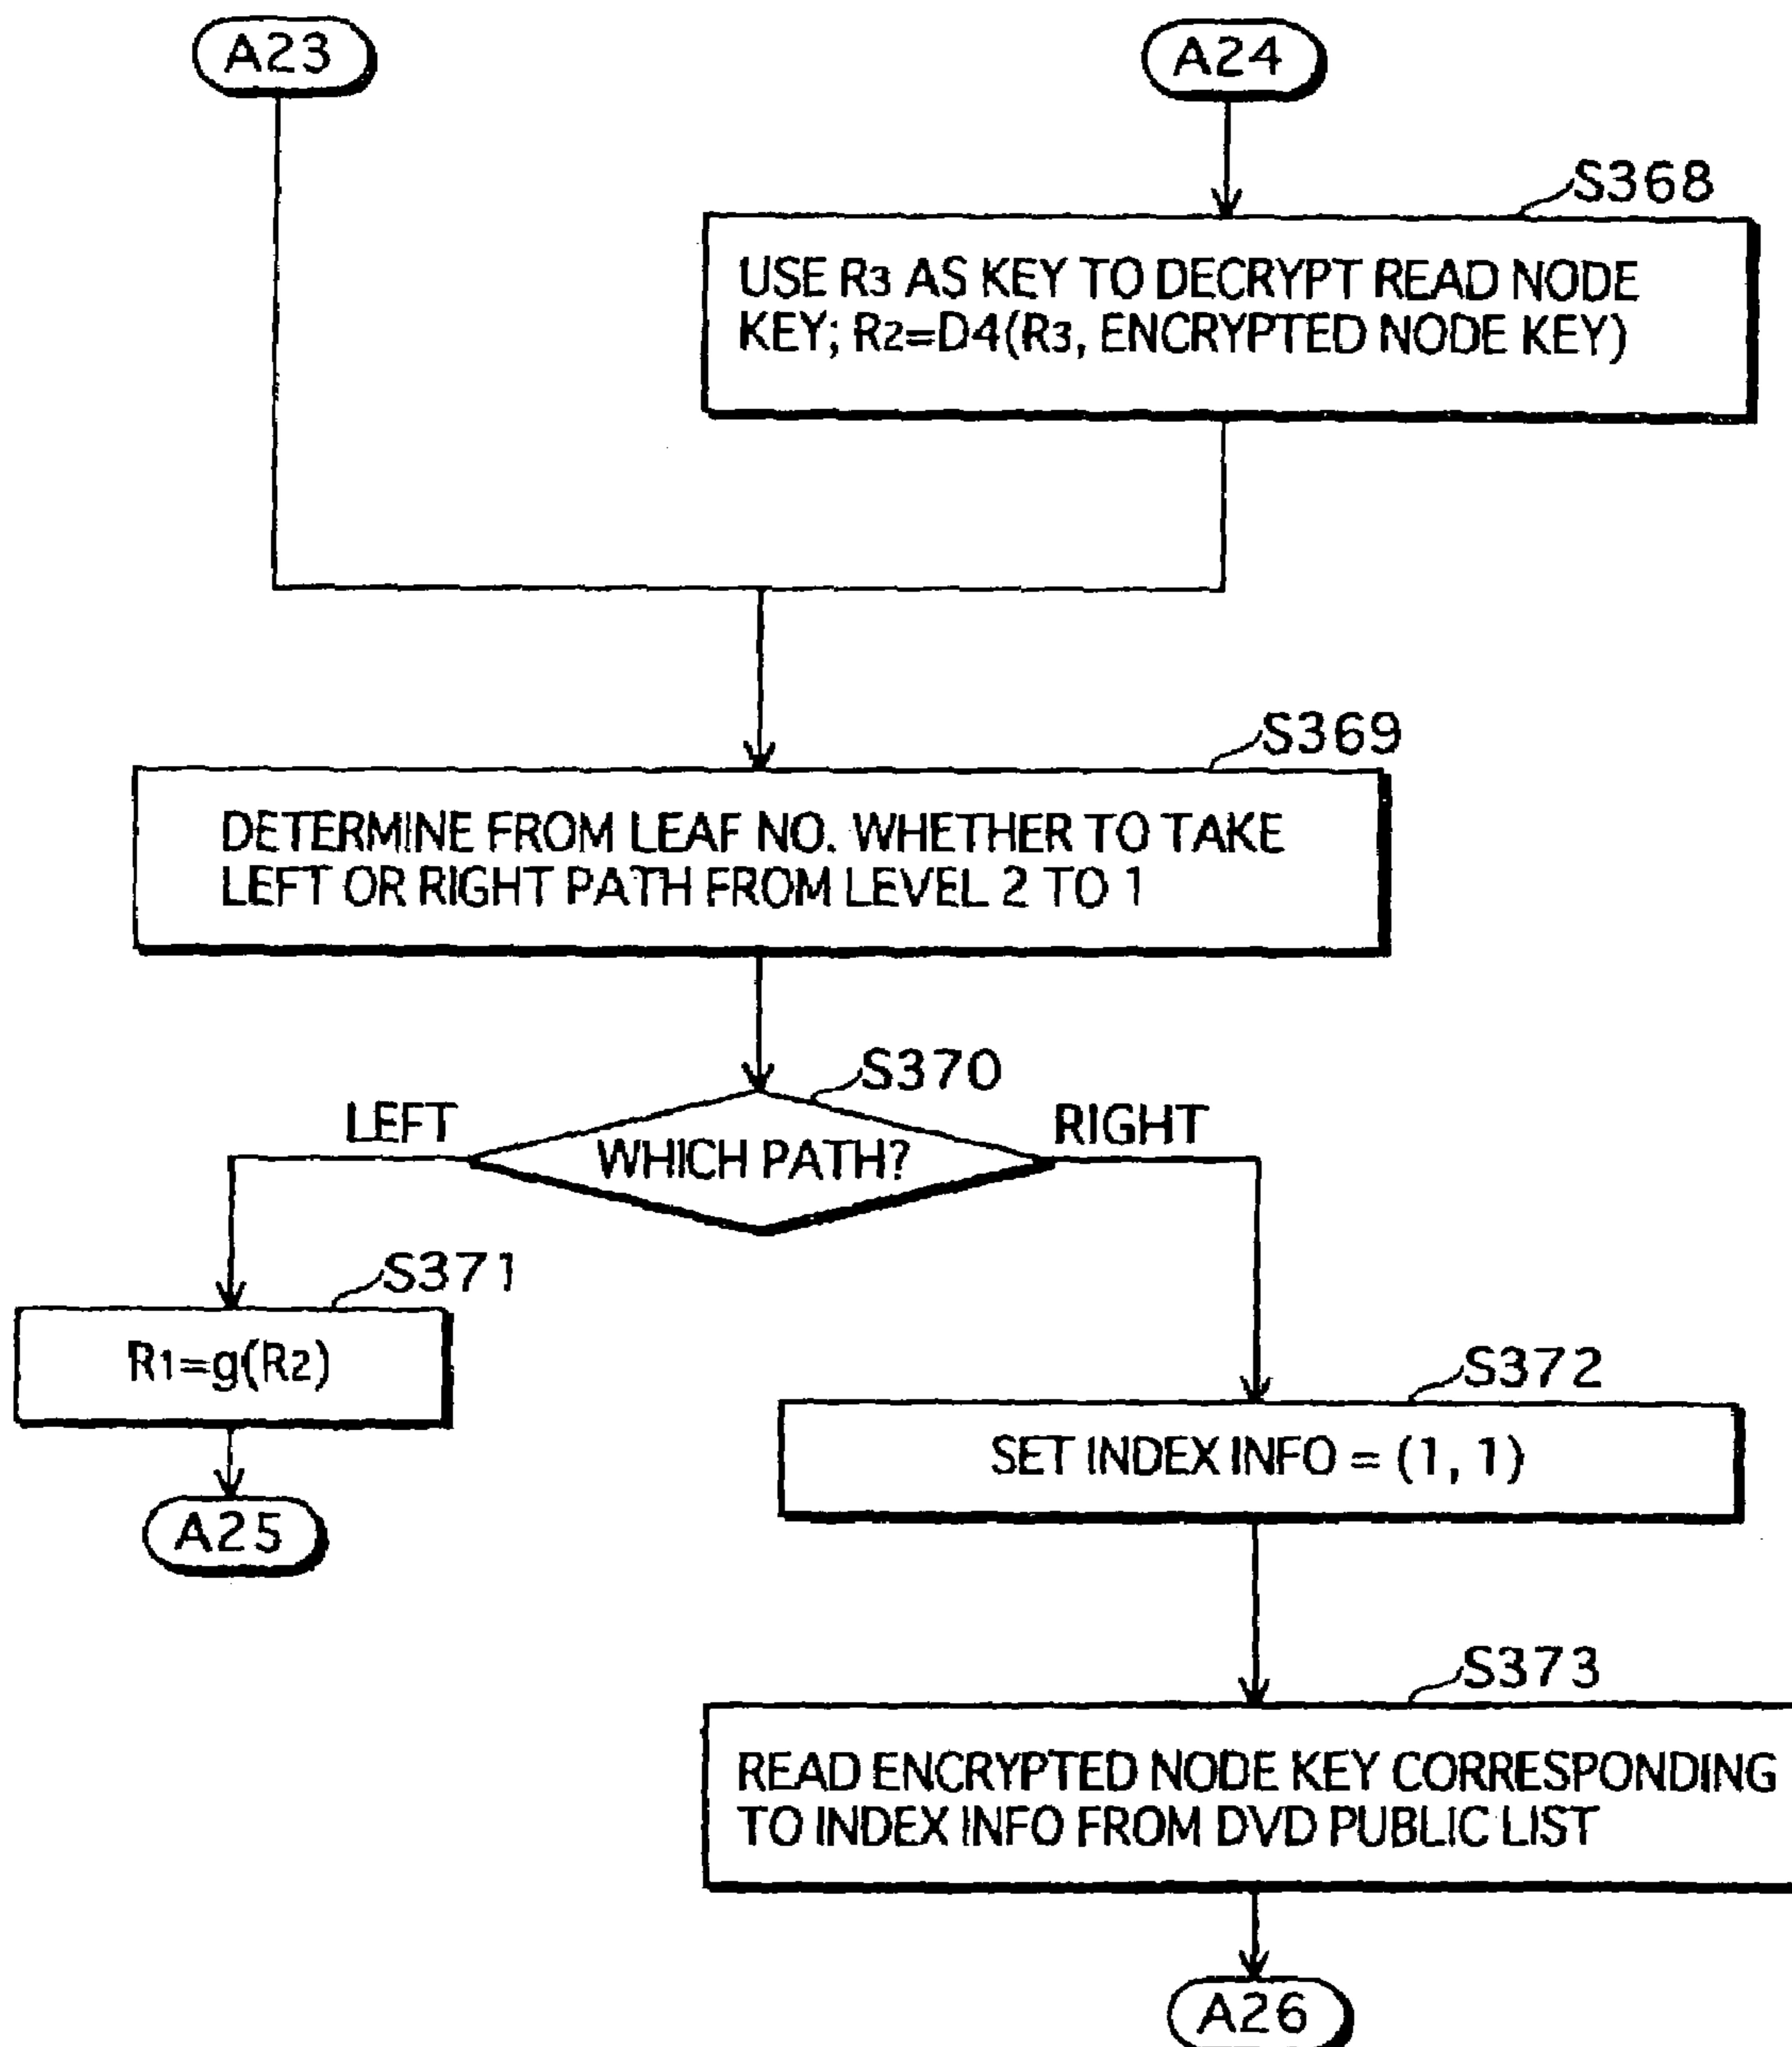 A23
A24
S368
USE R3 AS KEY TO DECRYPT READ NODE
KEY; R2=D4(R3, ENCRYPTED NODE KEY)
S369
DETERMINE FROM LEAF NO. WHETHER TO TAKE
LEFT OR RIGHT PATH FROM LEVEL 2 TO 1
S370
LEFT
WHICH PATH?
RIGHT
S371
R1=g(R2)
A25
S372
SET INDEX INFO = (1, 1)
S373
READ ENCRYPTED NODE KEY CORRESPONDING
TO INDEX INFO FROM DVD PUBLIC LIST
A26